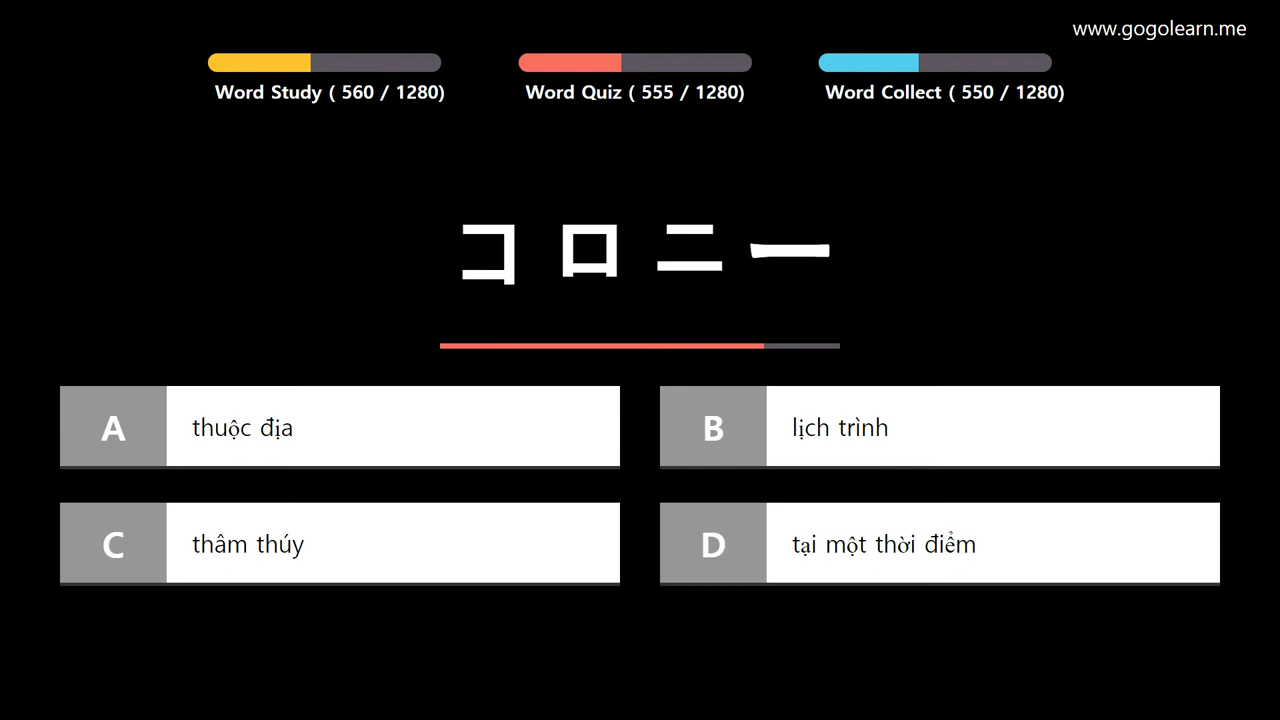 www.gogolearn.me
Word Study ( 560 / 1280)
Word Quiz ( 555 / 1280)
Word Collect ( 550 / 1280)
コロニー
A thuộc địa
B lịch trình
C thâm thúy
D tại một thời điểm